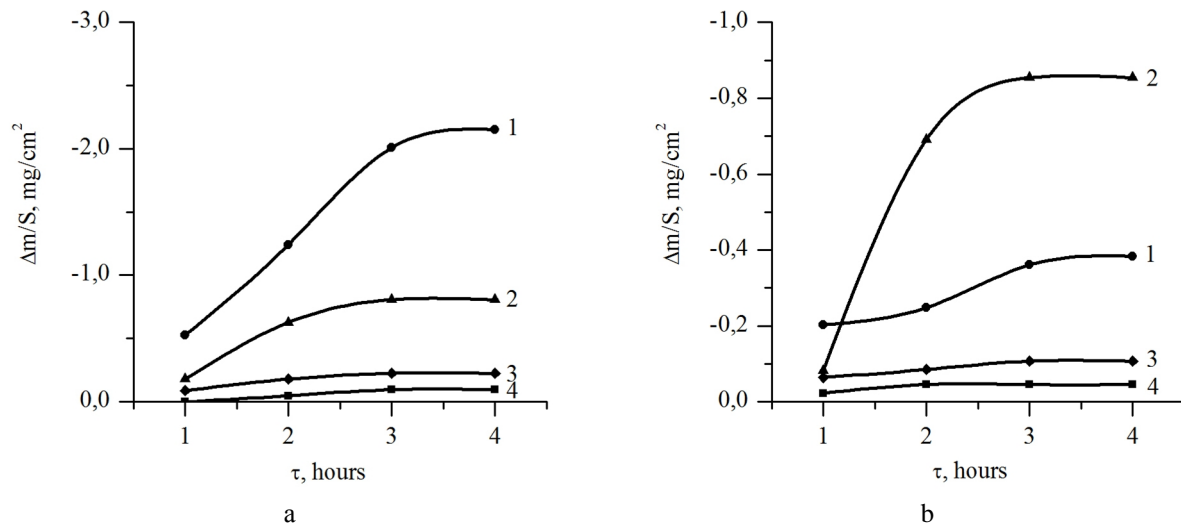 Δm/S, mg/cm²
-3,0
-2,0
-1,0
0,0
1
2
3
4
1 2 3 4
τ, hours
a
Δm/S, mg/cm²
-1,0
-0,8
-0,6
-0,4
-0,2
0,0
2
1
3
4
1 2 3 4
τ, hours
b